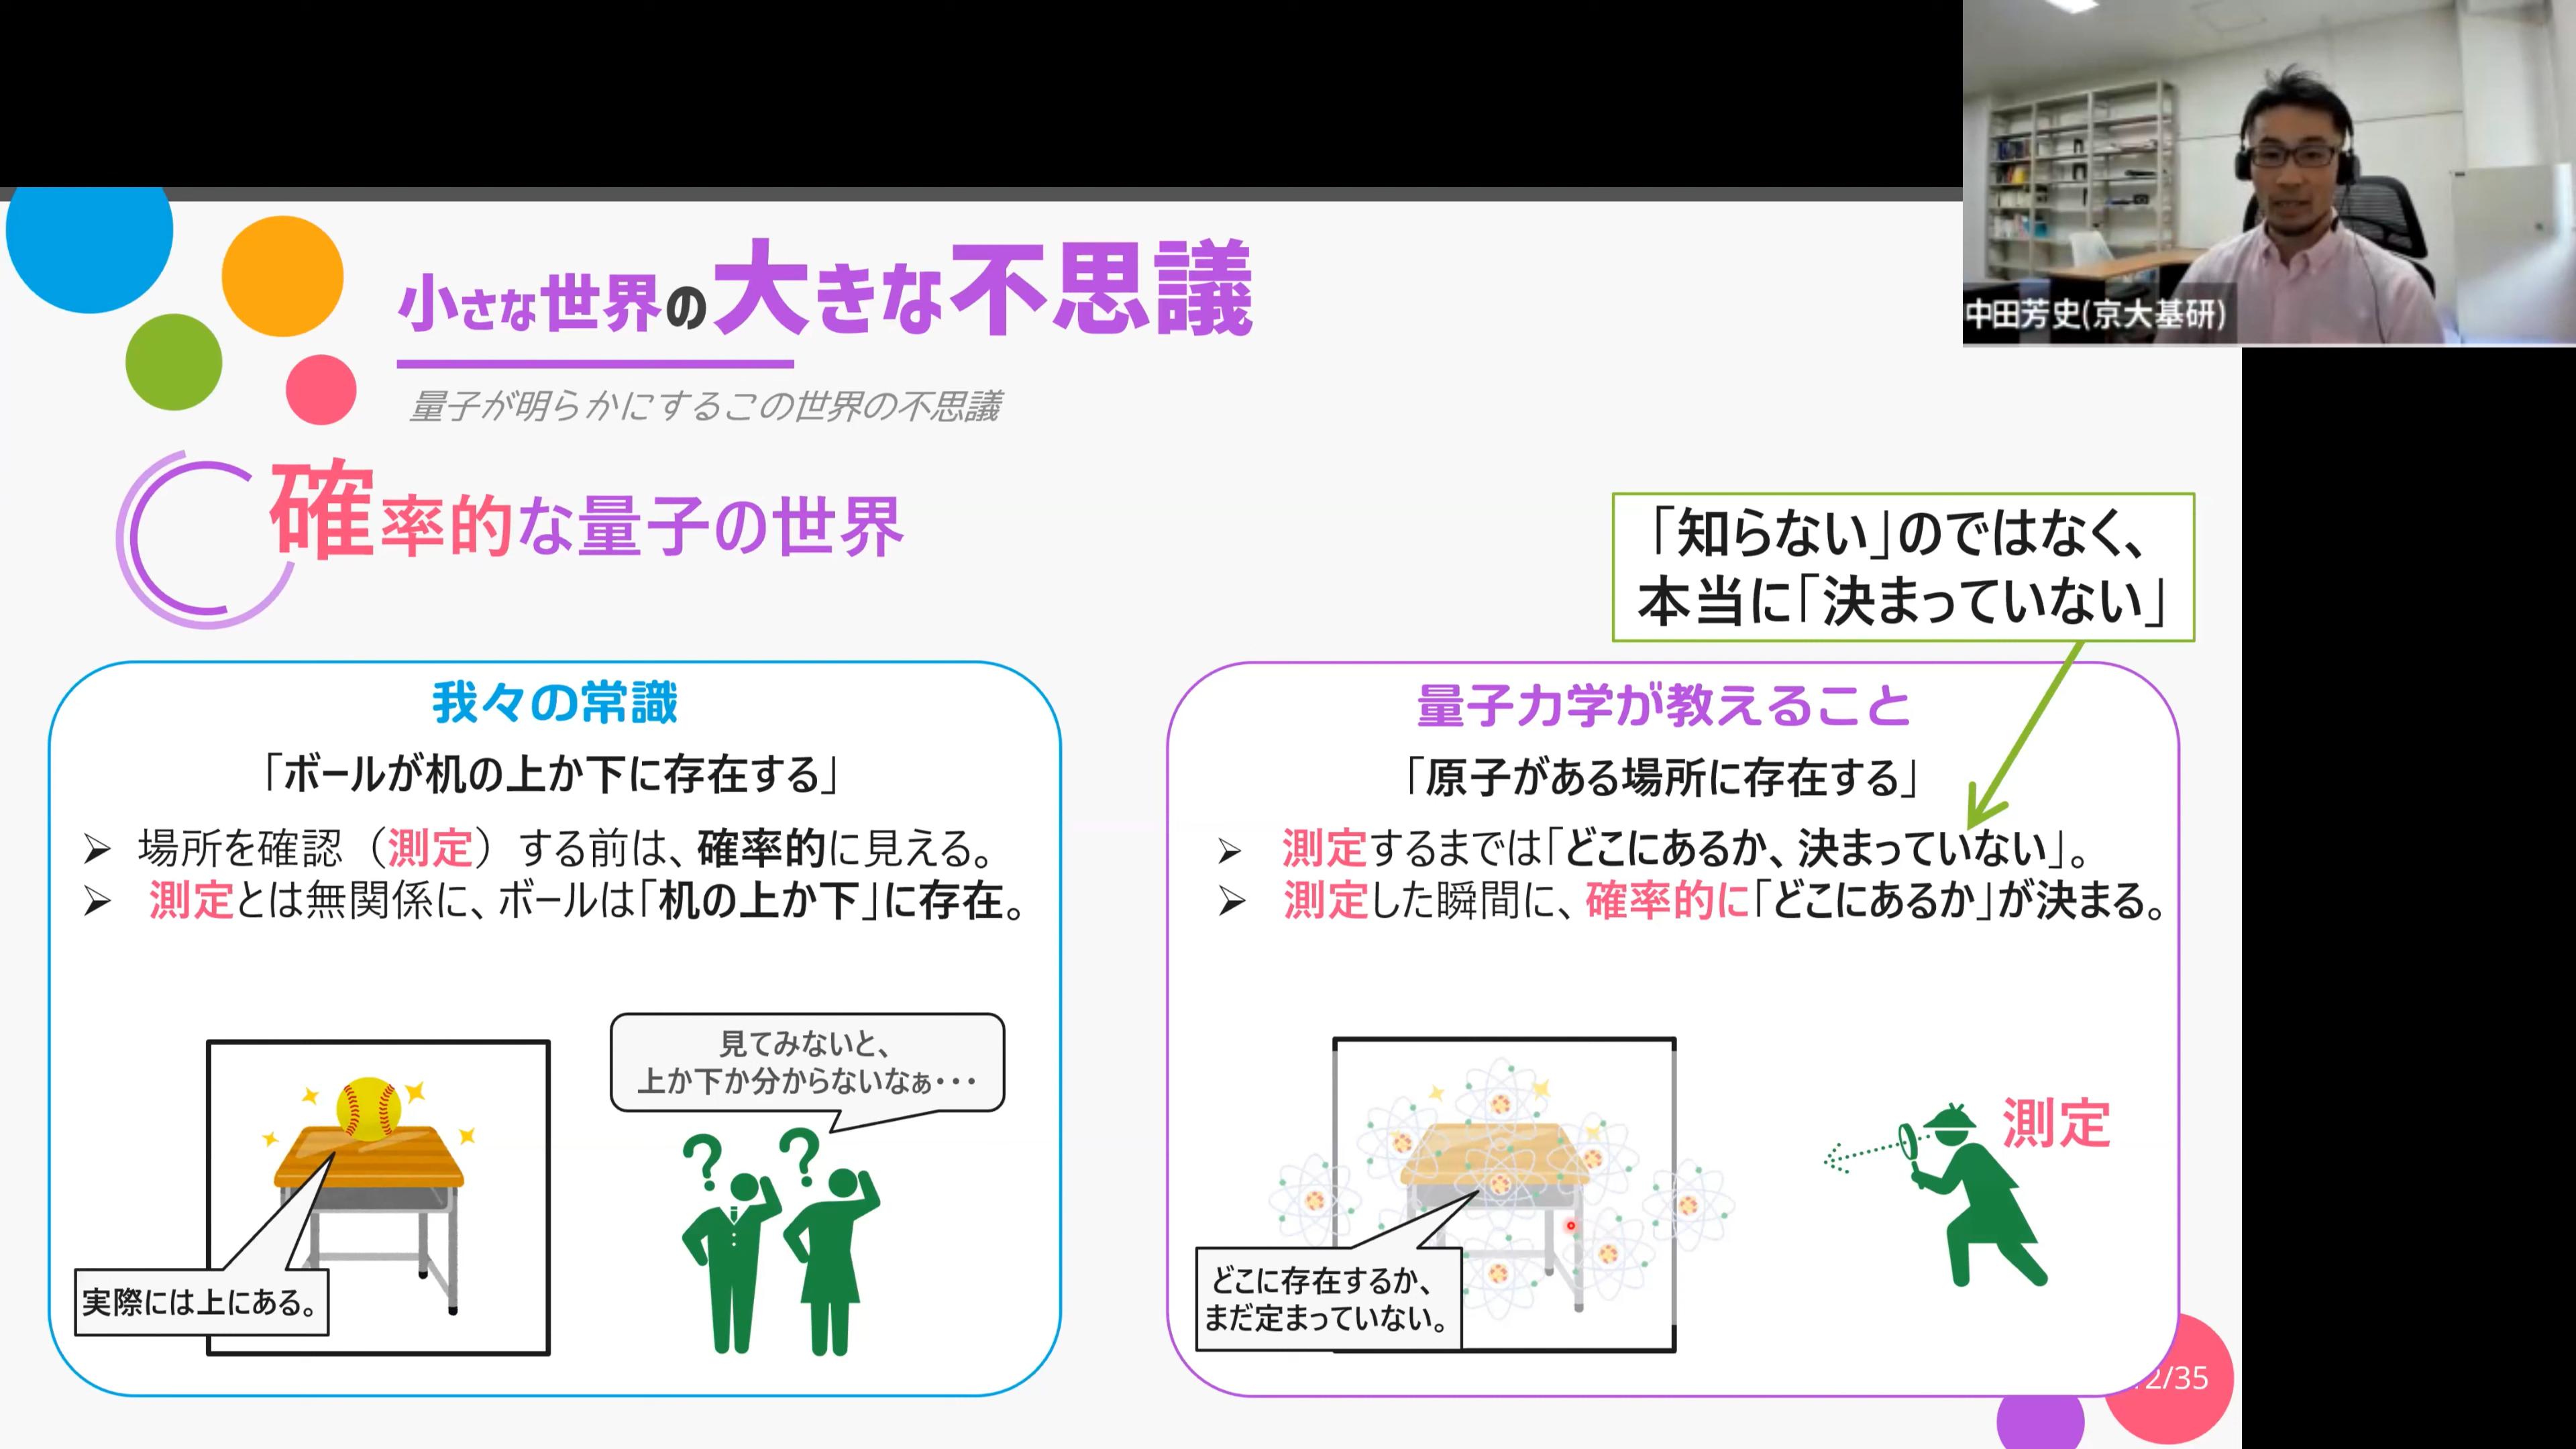 中田芳史(京大基研)
小さな世界の大きな不思議
量子が明らかにするこの世界の不思議
確率的な量子の世界
「知らない」のではなく、
本当に「決まっていない」
我々の常識
「ボールが机の上か下に存在する」
➢ 場所を確認（測定）する前は、確率的に見える。
➢ 測定とは無関係に、ボールは「机の上か下」に存在。
見てみないと、
上か下か分からないなぁ･･･
? ?
実際には上にある。
量子力学が教えること
「原子がある場所に存在する」
➢ 測定するまでは「どこにあるか、決まっていない」。
➢ 測定した瞬間に、確率的に「どこにあるか」が決まる。
測定
どこに存在するか、
まだ定まっていない。
2/35